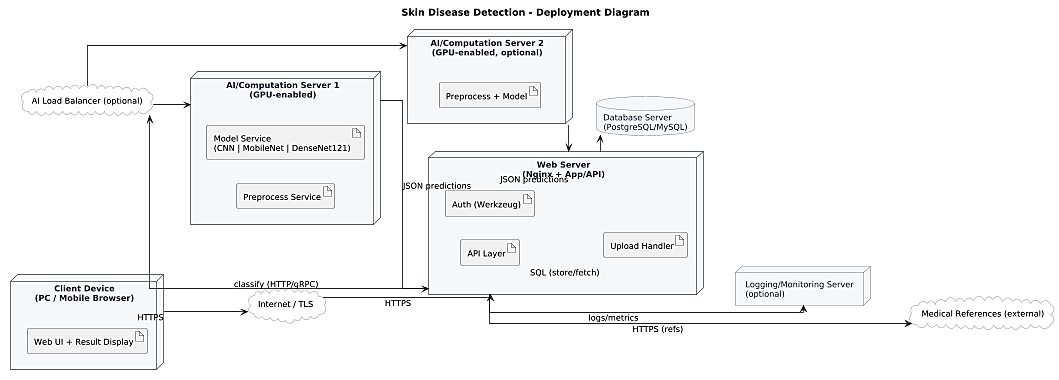 Skin Disease Detection - Deployment Diagram
AI/Computation Server 2
(GPU-enabled, optional)
Preprocess + Model
AI Load Balancer (optional)
AI/Computation Server 1
(GPU-enabled)
Model Service
(CNN | MobileNet | DenseNet121)
Preprocess Service
Database Server
(PostgreSQL/MySQL)
Web Server
(Nginx + App/API)
JSON predictions
JSON predictions
Auth (Werkzeug)
API Layer
Upload Handler
SQL (store/fetch)
Client Device
(PC / Mobile Browser)
Web UI + Result Display
HTTPS
classify (HTTP/gRPC)
Internet / TLS
HTTPS
Logging/Monitoring Server
(optional)
logs/metrics
HTTPS (refs)
Medical References (external)